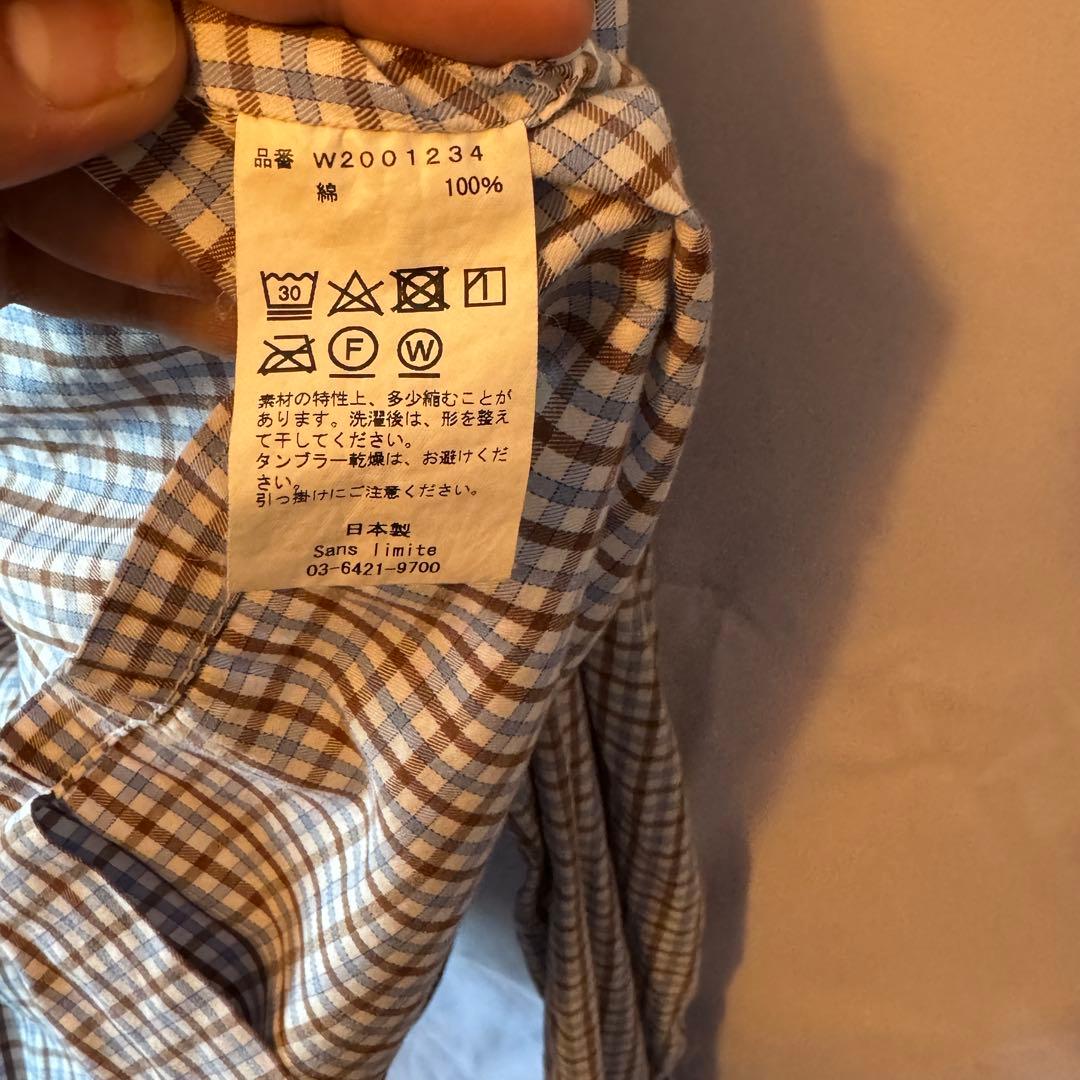 品番 W2001234
綿 100%
30
F W
素材の特性上、多少縮むことが
あります。洗濯後は、形を整え
て干してください。
タンブラー乾燥は、お避けくだ
さい。
引っ掛けにご注意ください。
日本製
Sans limite
03-6421-9700